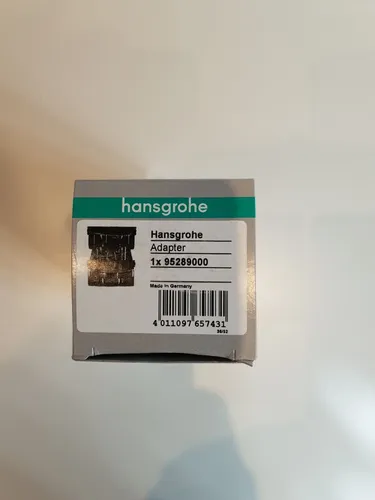 hansgrohe
Hansgrohe
Adapter
1x 95289000
Made in Germany
4 011097 657431